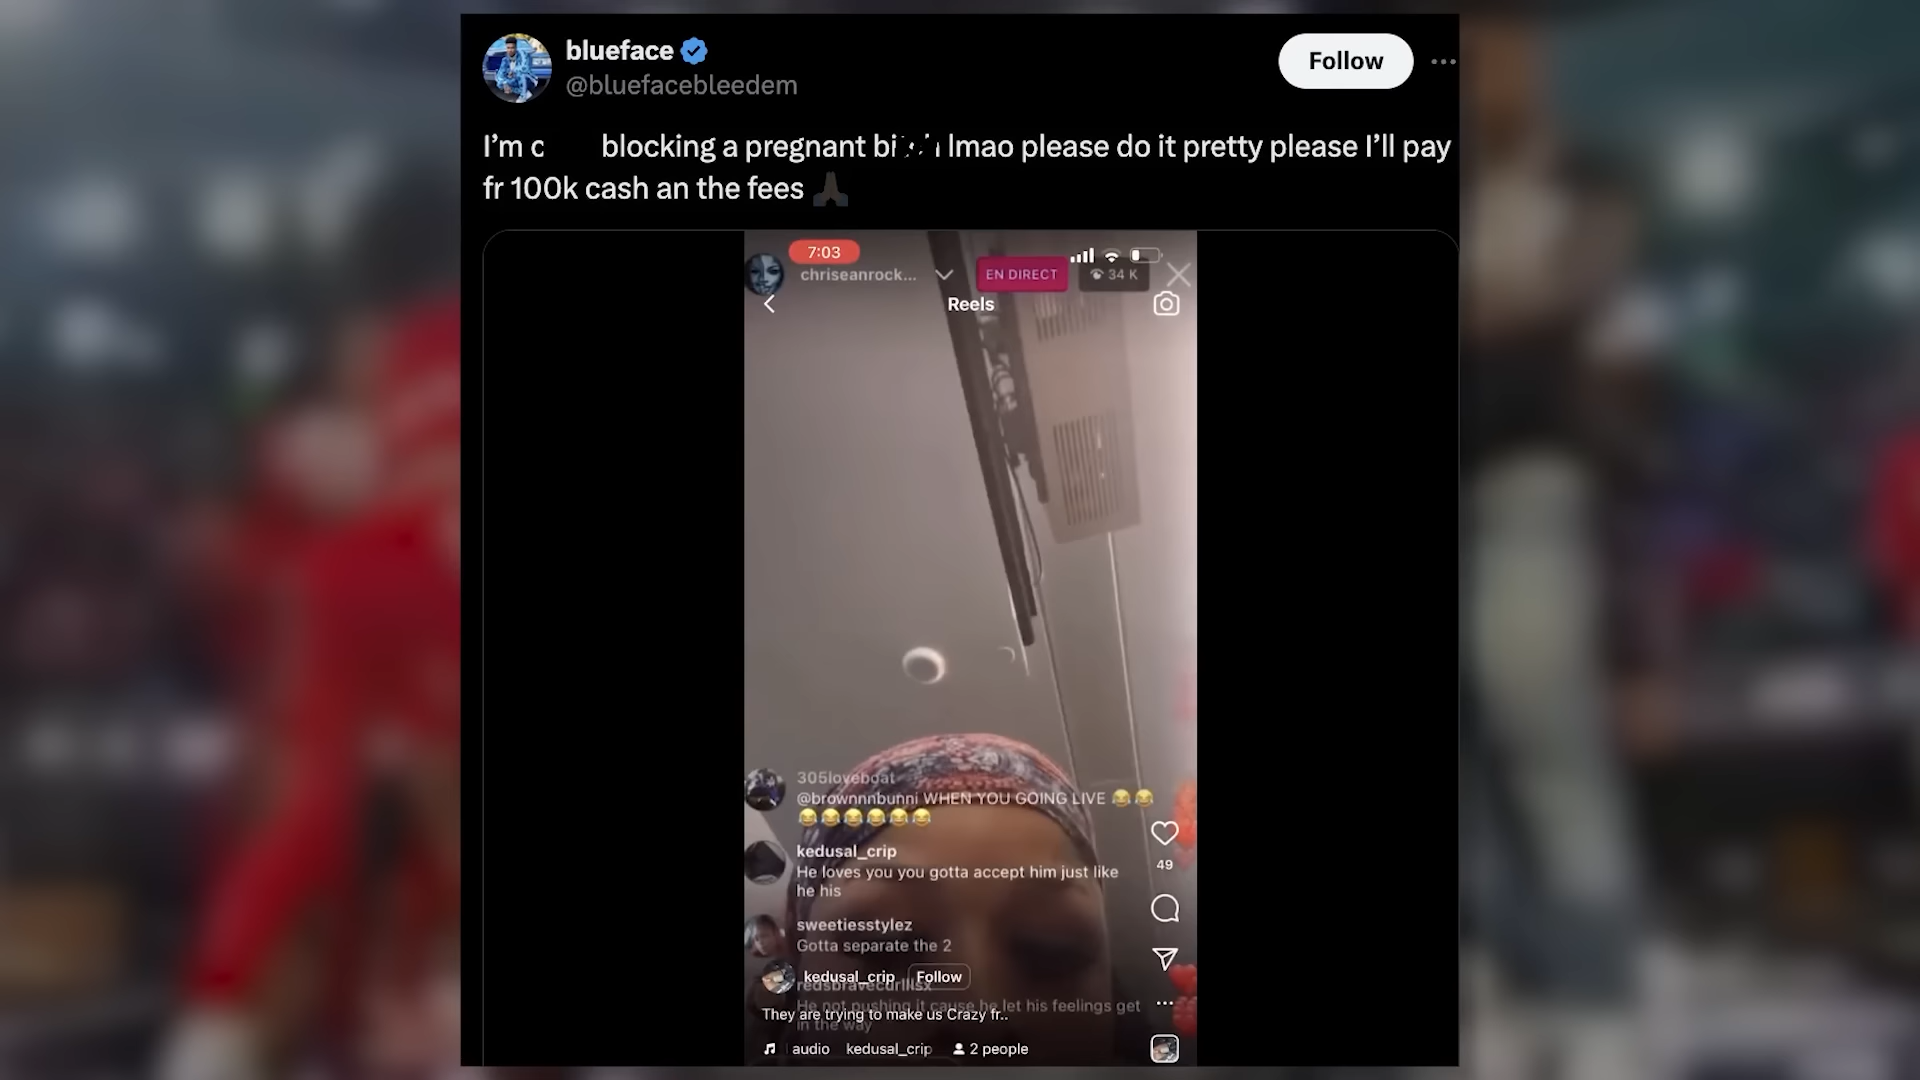 blueface
@bluefacebleedem
Follow
I'm c blocking a pregnant bi h lmao please do it pretty please I'll pay
fr 100k cash an the fees 🙏🏿
7:03
chriseanrock...
EN DIRECT
34 K
Reels
305loveboat
@brownnnbunni WHEN YOU GOING LIVE 😂😂
😂😂😂😂😂😂
kedusal_crip
He loves you you gotta accept him just like
he his
49
sweetiesstylez
Gotta separate the 2
kedusal_crip Follow
redsbravecurlllsx
He not pushing it cause he let his feelings get
in the way
They are trying to make us Crazy fr..
audio kedusal_crip 2 people